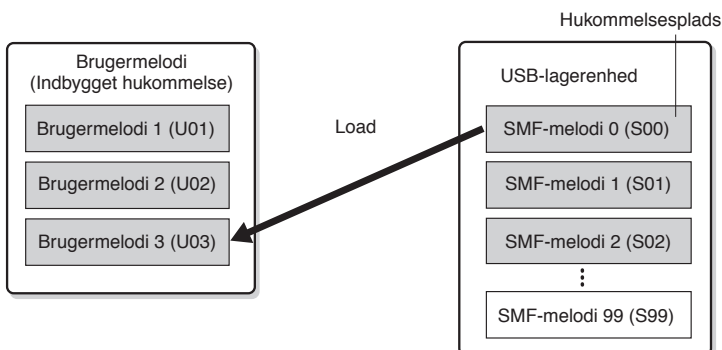 Hukommelsesplads
Brugermelodi
(Indbygget hukommelse)
Brugermelodi 1 (U01)
Brugermelodi 2 (U02)
Brugermelodi 3 (U03)
Load
USB-lagerenhed
SMF-melodi 0 (S00)
SMF-melodi 1 (S01)
SMF-melodi 2 (S02)
SMF-melodi 99 (S99)